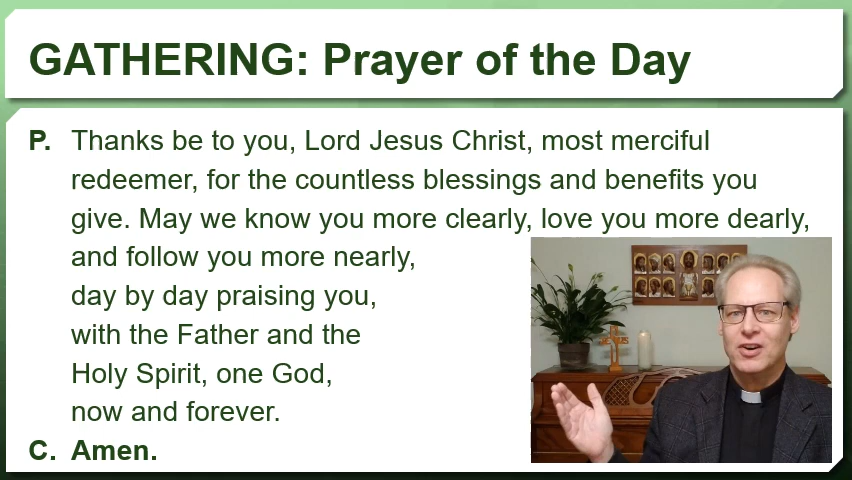 GATHERING: Prayer of the Day
P. Thanks be to you, Lord Jesus Christ, most merciful
redeemer, for the countless blessings and benefits you
give. May we know you more clearly, love you more dearly,
and follow you more nearly,
day by day praising you,
with the Father and the
Holy Spirit, one God,
now and forever.
C. Amen.
JESUS